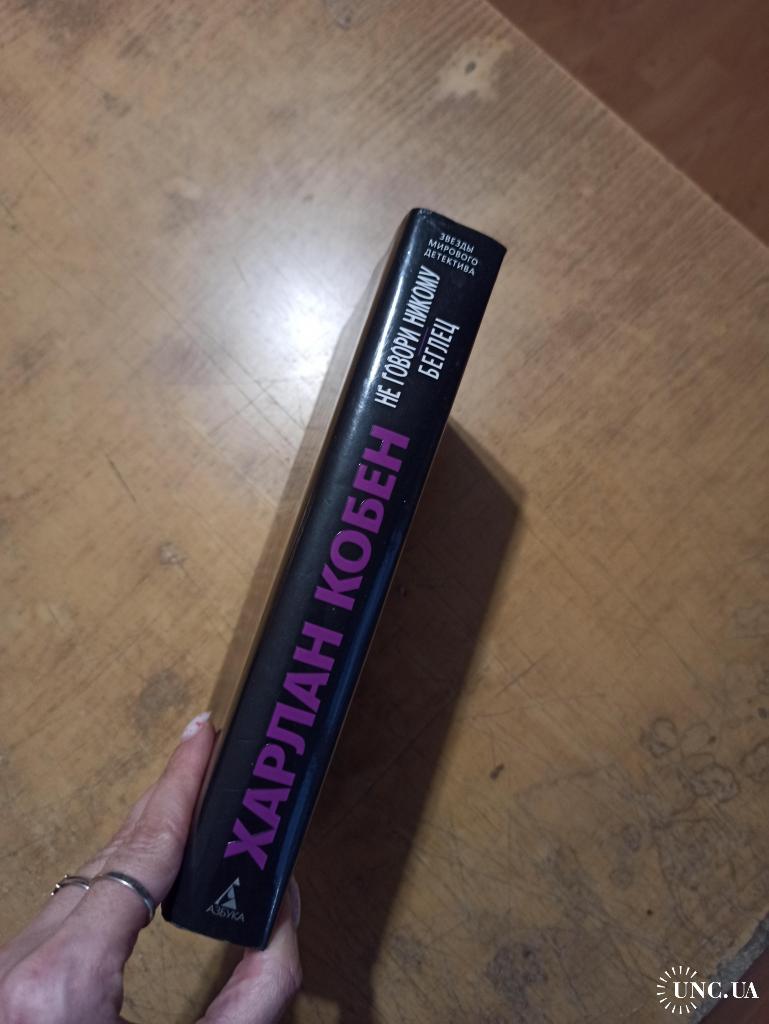 ЗВЕЗДЫ
МИРОВОГО
ДЕТЕКТИВА
НЕ ГОВОРИ НИКОМУ
БЕГЛЕЦ
ХАРЛАН КОБЕН
АЗБУКА
UNC.UA